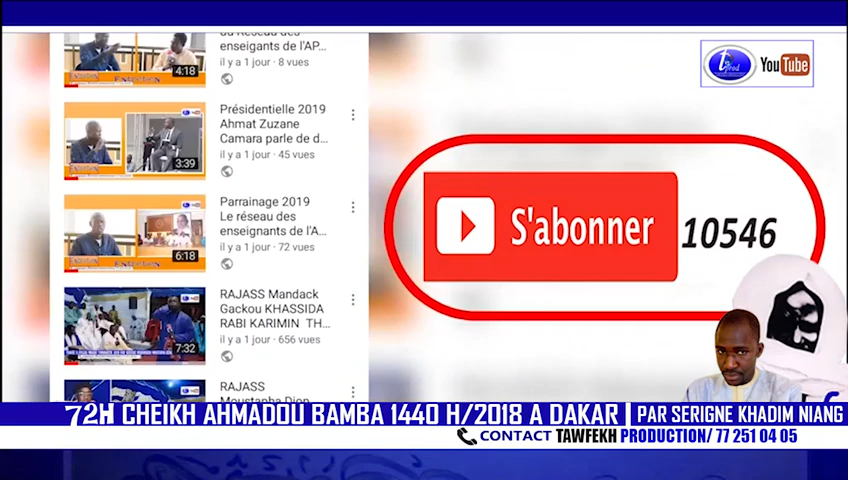 du Réseau des
enseigants de l'AP...
il y a 1 jour · 8 vues
4:18
Présidentielle 2019
Ahmat Zuzane
Camara parle de d...
il y a 1 jour · 45 vues
3:39
Parrainage 2019
Le réseau des
enseignants de l'A...
il y a 1 jour · 72 vues
6:18
RAJASS Mandack
Gackou KHASSIDA
RABI KARIMIN TH...
il y a 1 jour · 656 vues
7:32
RAJASS
Moustapha Diop
YouTube
S'abonner
10546
72H CHEIKH AHMADOU BAMBA 1440 H/2018 A DAKAR | PAR SERIGNE KHADIM NIANG
CONTACT TAWFEKH PRODUCTION/ 77 251 04 05